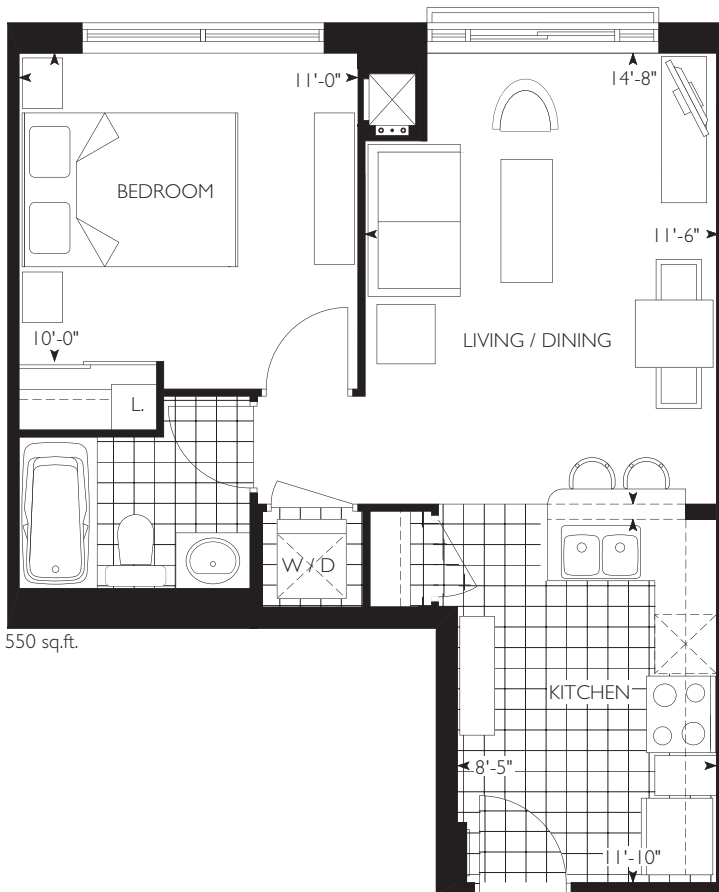 11'-0"
14'-8"
BEDROOM
11'-6"
10'-0"
LIVING / DINING
L.
W / D
550 sq.ft.
KITCHEN
8'-5"
11'-10"